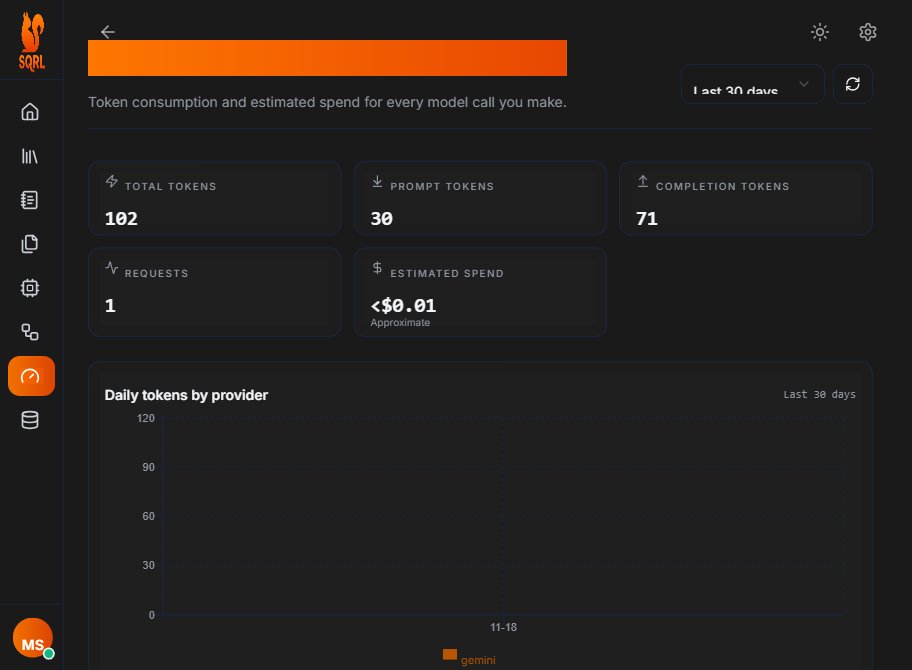 SQRL
Token consumption and estimated spend for every model call you make.
Last 30 days
TOTAL TOKENS
102
PROMPT TOKENS
30
COMPLETION TOKENS
71
REQUESTS
1
ESTIMATED SPEND
<$0.01
Approximate
Daily tokens by provider
Last 30 days
120
90
60
30
0
11-18
gemini
MS